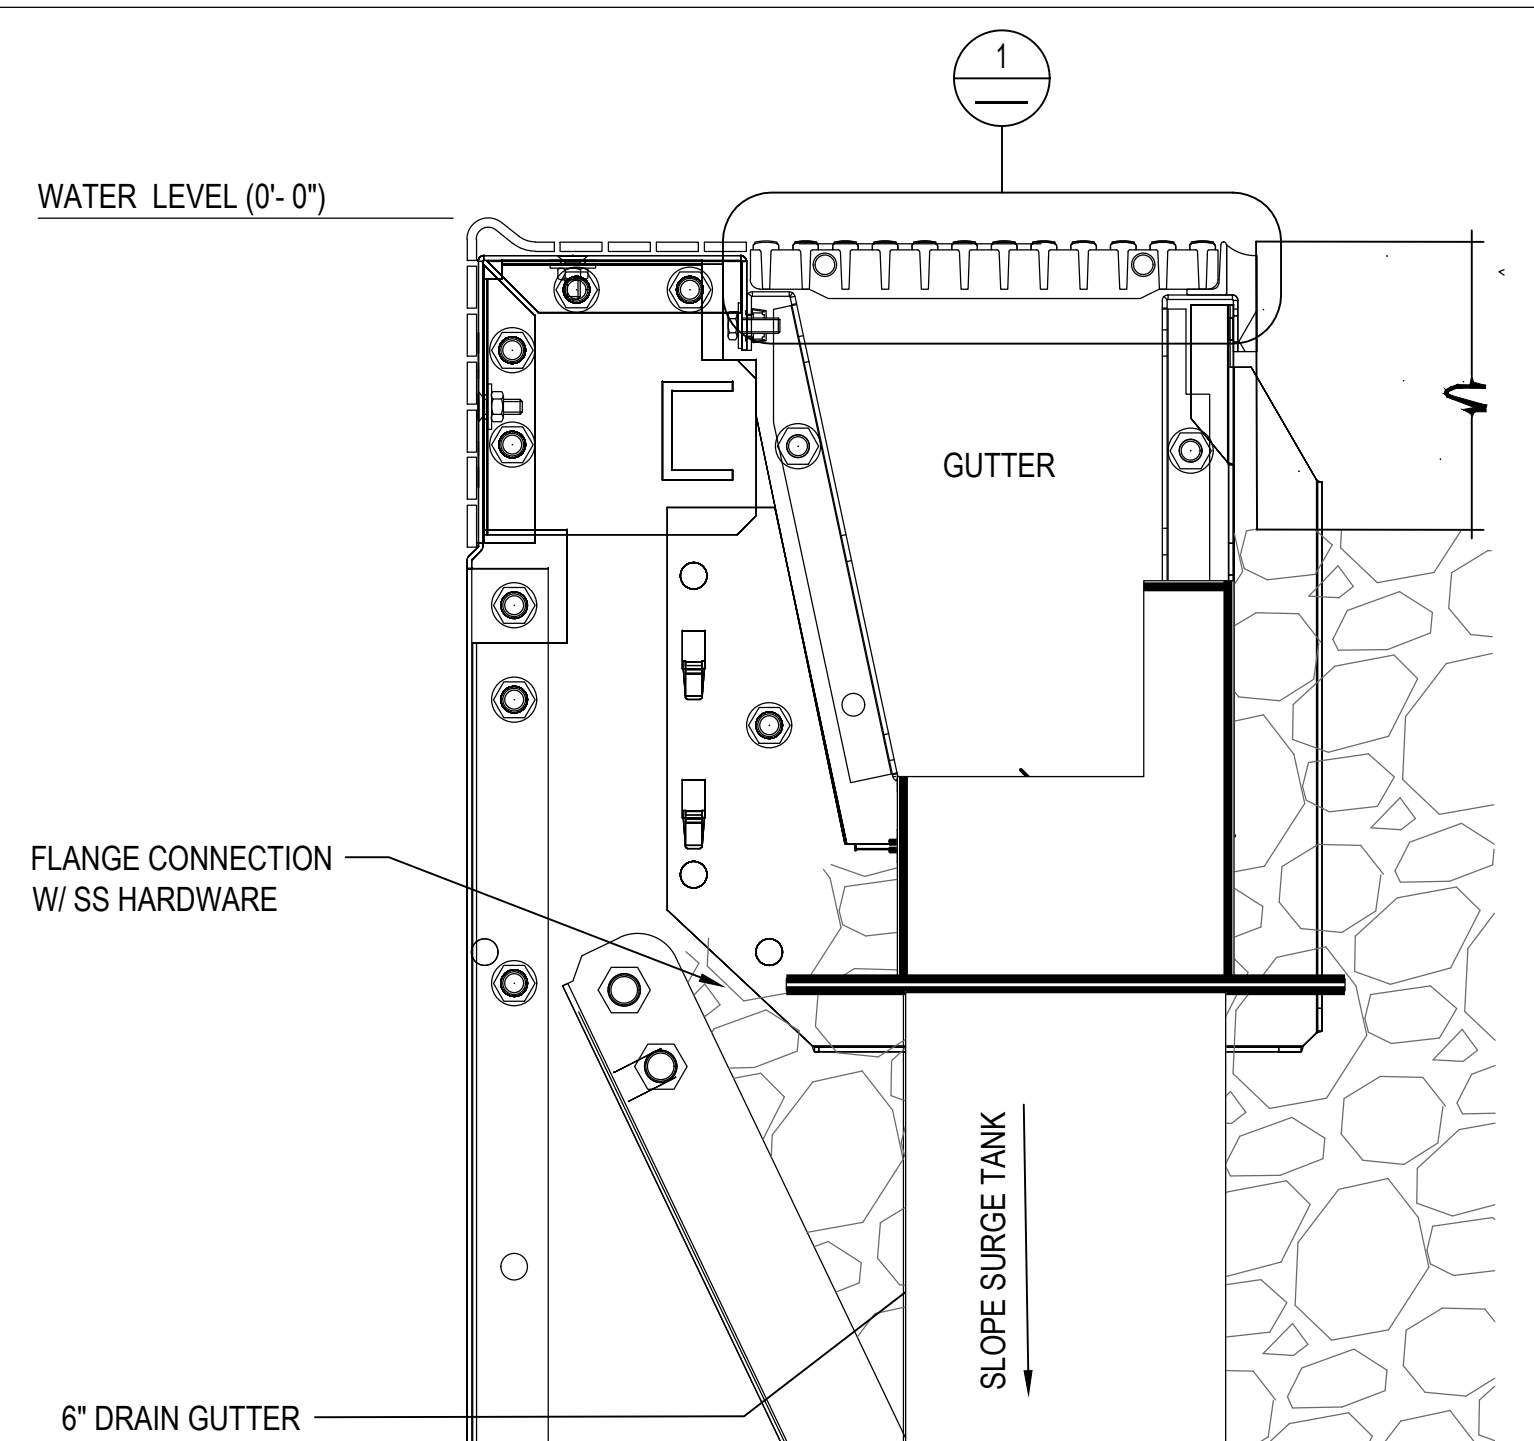 1
WATER LEVEL (0'- 0")
GUTTER
FLANGE CONNECTION
W/ SS HARDWARE
SLOPE SURGE TANK
6" DRAIN GUTTER